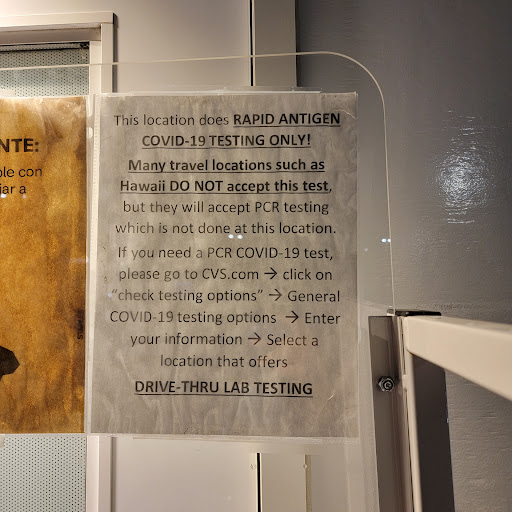 NTE:
ble con
jar a
This location does RAPID ANTIGEN
COVID-19 TESTING ONLY!
Many travel locations such as
Hawaii DO NOT accept this test,
but they will accept PCR testing
which is not done at this location.
If you need a PCR COVID-19 test,
please go to CVS.com → click on
"check testing options" → General
COVID-19 testing options → Enter
your information → Select a
location that offers
DRIVE-THRU LAB TESTING